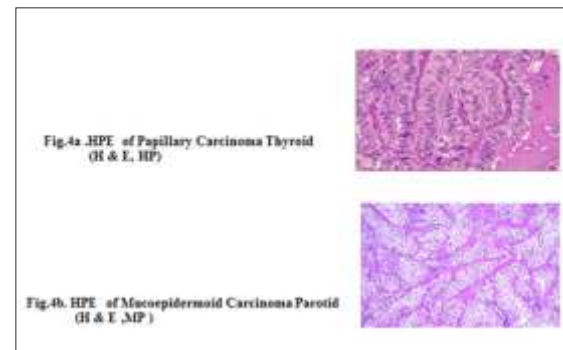 Fig.4a .HPE of Papillary Carcinoma Thyroid
(H & E, HP)
Fig.4b. HPE of Mucoepidermoid Carcinoma Parotid
(H & E ,MP )